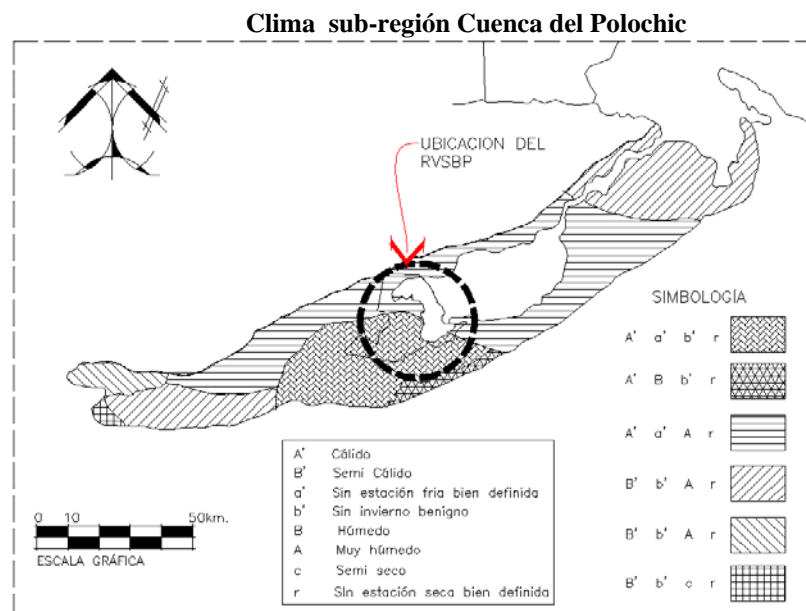 Clima sub-región Cuenca del Polochic
UBICACION DEL
RVSBP
SIMBOLOGÍA
A' a' b' r
A' B b' r
A' a' A r
B' b' A r
B' b' A r
B' b' c r
A' Cálido
B' Semi Cálido
a' Sin estación fria bien definida
b' Sin invierno benigno
B Húmedo
A Muy húmedo
c Semi seco
r SIn estación seca bien definida
0 10 50km.
ESCALA GRÁFICA